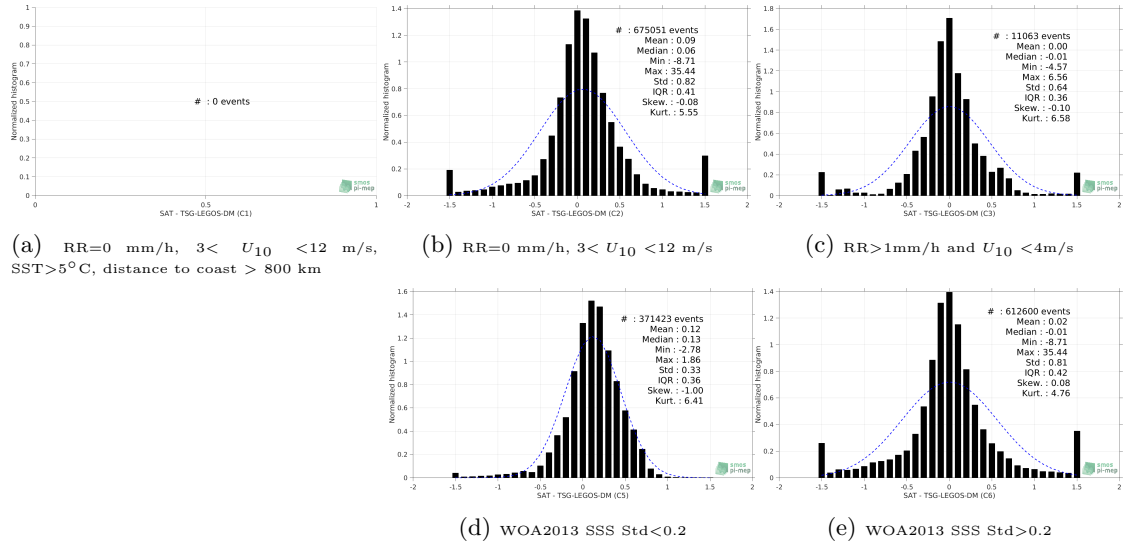 1
0.9
0.8
0.7
0.6
0.5
0.4
0.3
0.2
0.1
0
Normalized histogram
# : 0 events
smos
pi-mep
0 0.5 1
SAT - TSG-LEGOS-DM (C1)
1.4
1.2
1
0.8
0.6
0.4
0.2
0
Normalized histogram
# : 675051 events
Mean : 0.09
Median : 0.06
Min : -8.71
Max : 35.44
Std : 0.82
IQR : 0.41
Skew. : -0.08
Kurt. : 5.55
smos
pi-mep
-2 -1.5 -1 -0.5 0 0.5 1 1.5 2
SAT - TSG-LEGOS-DM (C2)
1.8
1.6
1.4
1.2
1
0.8
0.6
0.4
0.2
0
Normalized histogram
# : 11063 events
Mean : 0.00
Median : -0.01
Min : -4.57
Max : 6.56
Std : 0.64
IQR : 0.36
Skew. : -0.10
Kurt. : 6.58
smos
pi-mep
-2 -1.5 -1 -0.5 0 0.5 1 1.5 2
SAT - TSG-LEGOS-DM (C3)
(a) RR=0 mm/h, 3< U10 <12 m/s,
SST>5°C, distance to coast > 800 km
(b) RR=0 mm/h, 3< U10 <12 m/s
(c) RR>1mm/h and U10 <4m/s
1.6
1.4
1.2
1
0.8
0.6
0.4
0.2
0
Normalized histogram
# : 371423 events
Mean : 0.12
Median : 0.13
Min : -2.78
Max : 1.86
Std : 0.33
IQR : 0.36
Skew. : -1.00
Kurt. : 6.41
smos
pi-mep
-2 -1.5 -1 -0.5 0 0.5 1 1.5 2
SAT - TSG-LEGOS-DM (C5)
1.4
1.2
1
0.8
0.6
0.4
0.2
0
Normalized histogram
# : 612600 events
Mean : 0.02
Median : -0.01
Min : -8.71
Max : 35.44
Std : 0.81
IQR : 0.42
Skew. : 0.08
Kurt. : 4.76
smos
pi-mep
-2 -1.5 -1 -0.5 0 0.5 1 1.5 2
SAT - TSG-LEGOS-DM (C6)
(d) WOA2013 SSS Std<0.2
(e) WOA2013 SSS Std>0.2